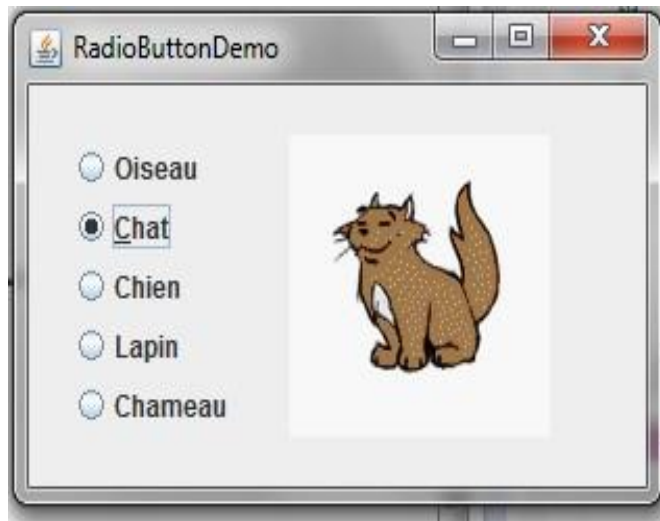 RadioButtonDemo
Oiseau
Chat
Chien
Lapin
Chameau